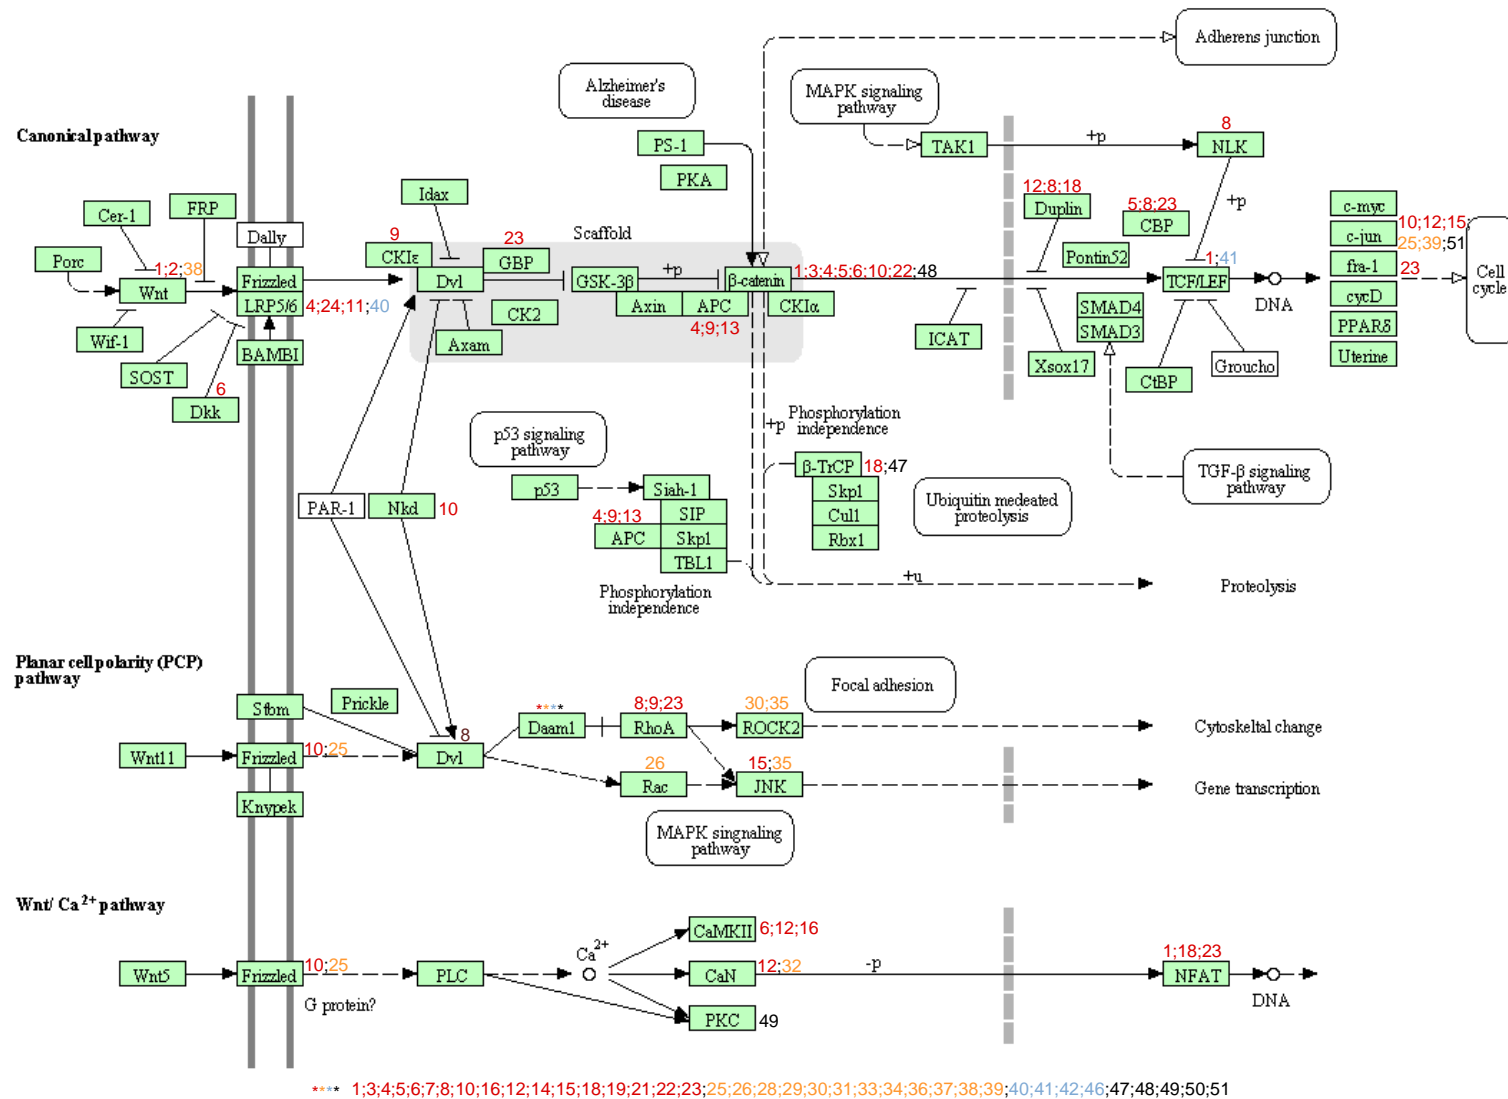 Adherens junction
Alzheimer's
disease
MAPK signaling
pathway
Canonical pathway
PS-1
PKA
TAK1
+p
8
NLK
+p
Idax
Cer-1
FRP
Dally
Porc
Wnt
1;2;38
Frizzled
LRP5/6
4;24;11;40
Wif-1
SOST
BAMBI
6
Dkk
9
CKIε
Dvl
23
GBP
Scaffold
GSK-3β
+p
β-catenin
1;3;4;5;6;10;22;48
Axin
APC
CKIα
4;9;13
CK2
Axam
ICAT
12;8;18
Duplin
5;8;23
CBP
Pontin52
1;41
TCF/LEF
DNA
SMAD4
SMAD3
Xsox17
CtBP
Groucho
c-myc
c-jun
fra-1
cycD
PPARδ
Uterine
10;12;15;
25;39;51
23
Cell
cycle
p53 signaling
pathway
+p
Phosphorylation
independence
β-TrCP
18;47
Skp1
Cul1
Rbx1
Ubiquitin medeated
proteolysis
TGF-β signaling
pathway
PAR-1
Nkd
10
p53
Siah-1
4;9;13
SIP
APC
Skp1
TBL1
Phosphorylation
independence
+u
Proteolysis
Planar cell polarity (PCP)
pathway
Stbm
Prickle
Wnt11
Frizzled
10;25
Knypek
8
Dvl
****
Daam1
8;9;23
RhoA
30;35
ROCK2
Focal adhesion
Cytoskeltal change
26
Rac
15;35
JNK
Gene transcription
MAPK singnaling
pathway
Wnt/ Ca2+ pathway
Wnt5
Frizzled
10;25
G protein?
PLC
Ca2+
CaMKII
6;12;16
CaN
12;32
-p
PKC
49
1;18;23
NFAT
DNA
**** 1;3;4;5;6;7;8;10;16;12;14;15;18;19;21;22;23;25;26;28;29;30;31;33;34;36;37;38;39;40;41;42;46;47;48;49;50;51